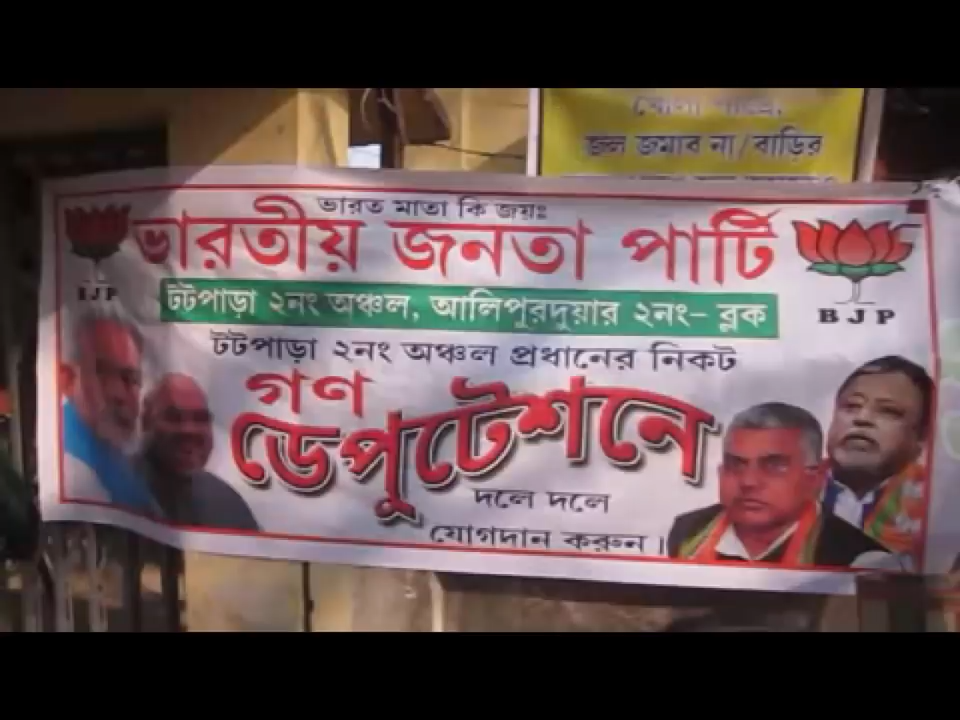 জল জমাব না/বাড়ির
ভারত মাতা কি জয়ঃ
ভারতীয় জনতা পার্টি
BJP
BJP
টটপাড়া ২নং অঞ্চল, আলিপুরদুয়ার ২নং- ব্লক
টটপাড়া ২নং অঞ্চল প্রধানের নিকট
গণ
ডেপুটেশনে
দলে দলে
যোগদান করুন।